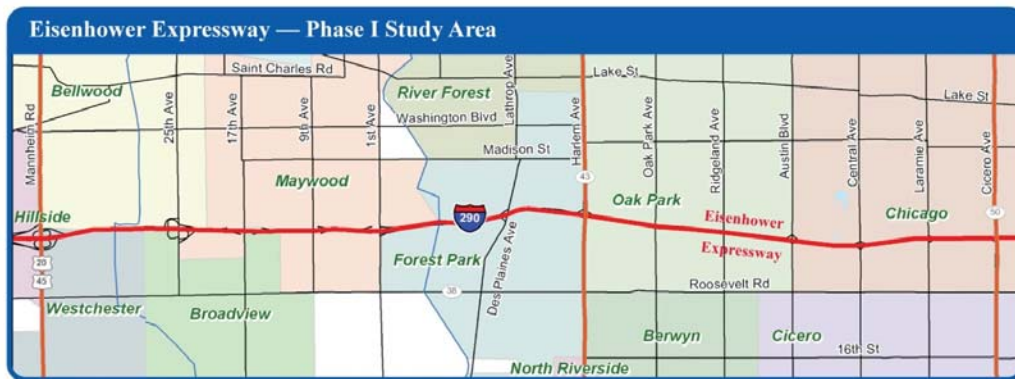 Eisenhower Expressway — Phase I Study Area
Saint Charles Rd
Lake St
Lake St
Bellwood
River Forest
Washington Blvd
Madison St
Mannheim Rd
25th Ave
17th Ave
9th Ave
1st Ave
Lathrop Ave
Harlem Ave
Oak Park Ave
Ridgeland Ave
Austin Blvd
Central Ave
Laramie Ave
Cicero Ave
Maywood
43
Oak Park
Hillside
290
Eisenhower
Expressway
Chicago
50
20
45
Forest Park
Des Plaines Ave
38
Roosevelt Rd
Westchester
Broadview
Berwyn
Cicero
16th St
North Riverside